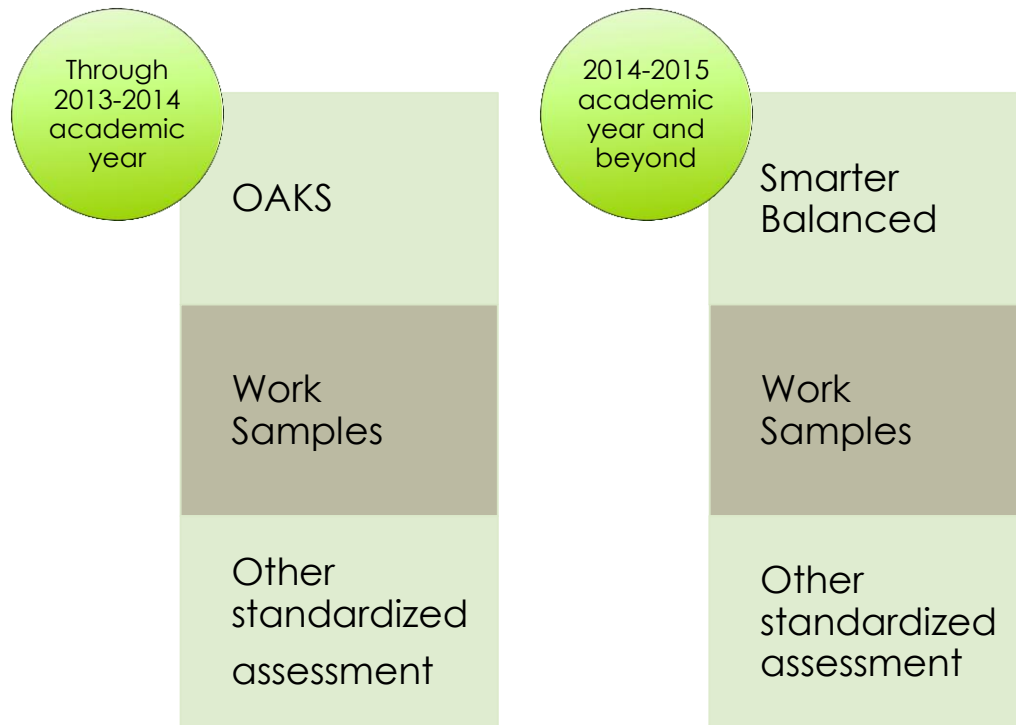 Through
2013-2014
academic
year
OAKS
Work
Samples
Other
standardized
assessment
2014-2015
academic
year and
beyond
Smarter
Balanced
Work
Samples
Other
standardized
assessment